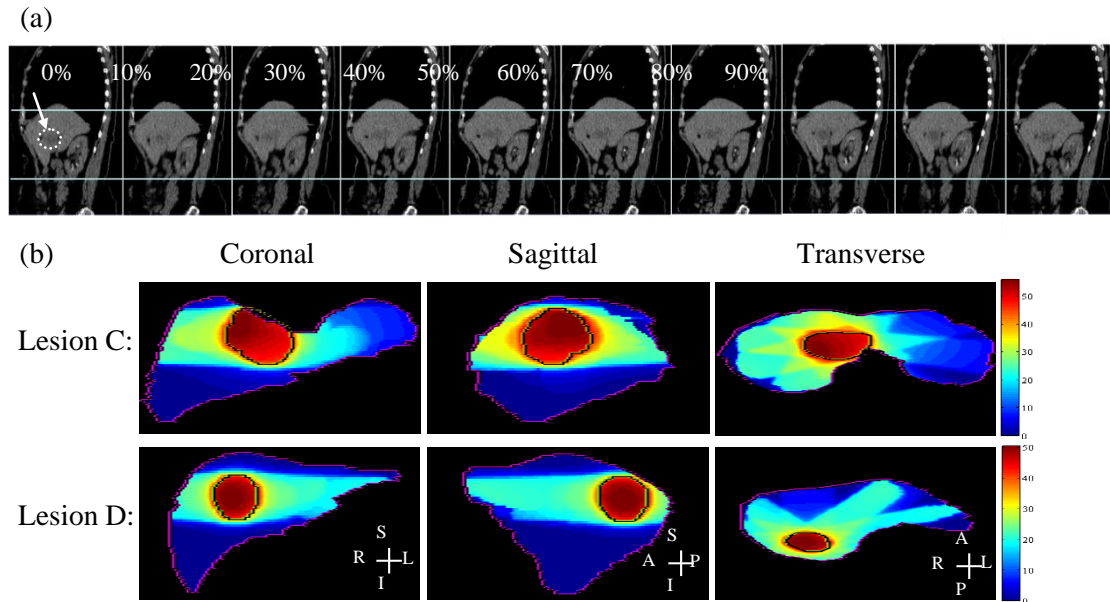 (a)
0% 10% 20% 30% 40% 50% 60% 70% 80% 90%
(b)
Coronal Sagittal Transverse
Lesion C:
50
40
30
20
10
0
Lesion D:
50
40
30
20
10
0
S
R L
I
S
A P
I
A
R L
P